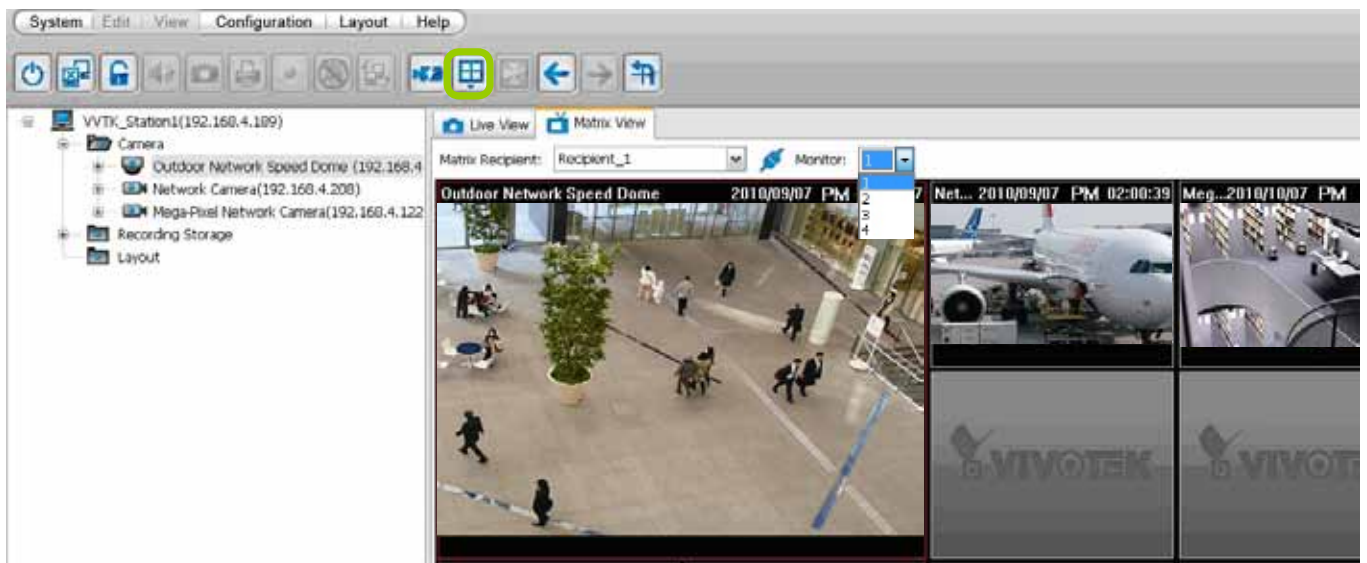 System Edit View Configuration Layout Help
VVTK_Station1(192.168.4.189)
Camera
Outdoor Network Speed Dome (192.168.4
Network Camera(192.168.4.208)
Mega-Pixel Network Camera(192.168.4.122
Recording Storage
Layout
Live View Matrix View
Matrix Recipient: Recipient_1 Monitor: 1
1
2
3
4
Outdoor Network Speed Dome 2010/09/07 PM 7
Net... 2010/09/07 PM 02:00:39
Meg...2010/10/07 PM
VIVOTEK
VIVOT